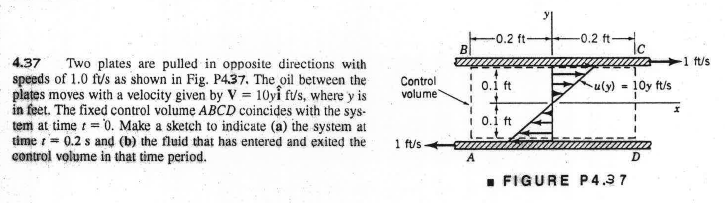 4.37 Two plates are pulled in opposite directions with
speeds of 1.0 ft/s as shown in Fig. P4.37. The oil between the
plates moves with a velocity given by V = 10yî ft/s, where y is
in feet. The fixed control volume ABCD coincides with the sys-
tem at time t = 0. Make a sketch to indicate (a) the system at
time t = 0.2 s and (b) the fluid that has entered and exited the
control volume in that time period.
y
0.2 ft
0.2 ft
B
C
1 ft/s
Control
volume
0.1 ft
u(y) = 10y ft/s
x
0.1 ft
1 ft/s
A
D
■ FIGURE P4.37